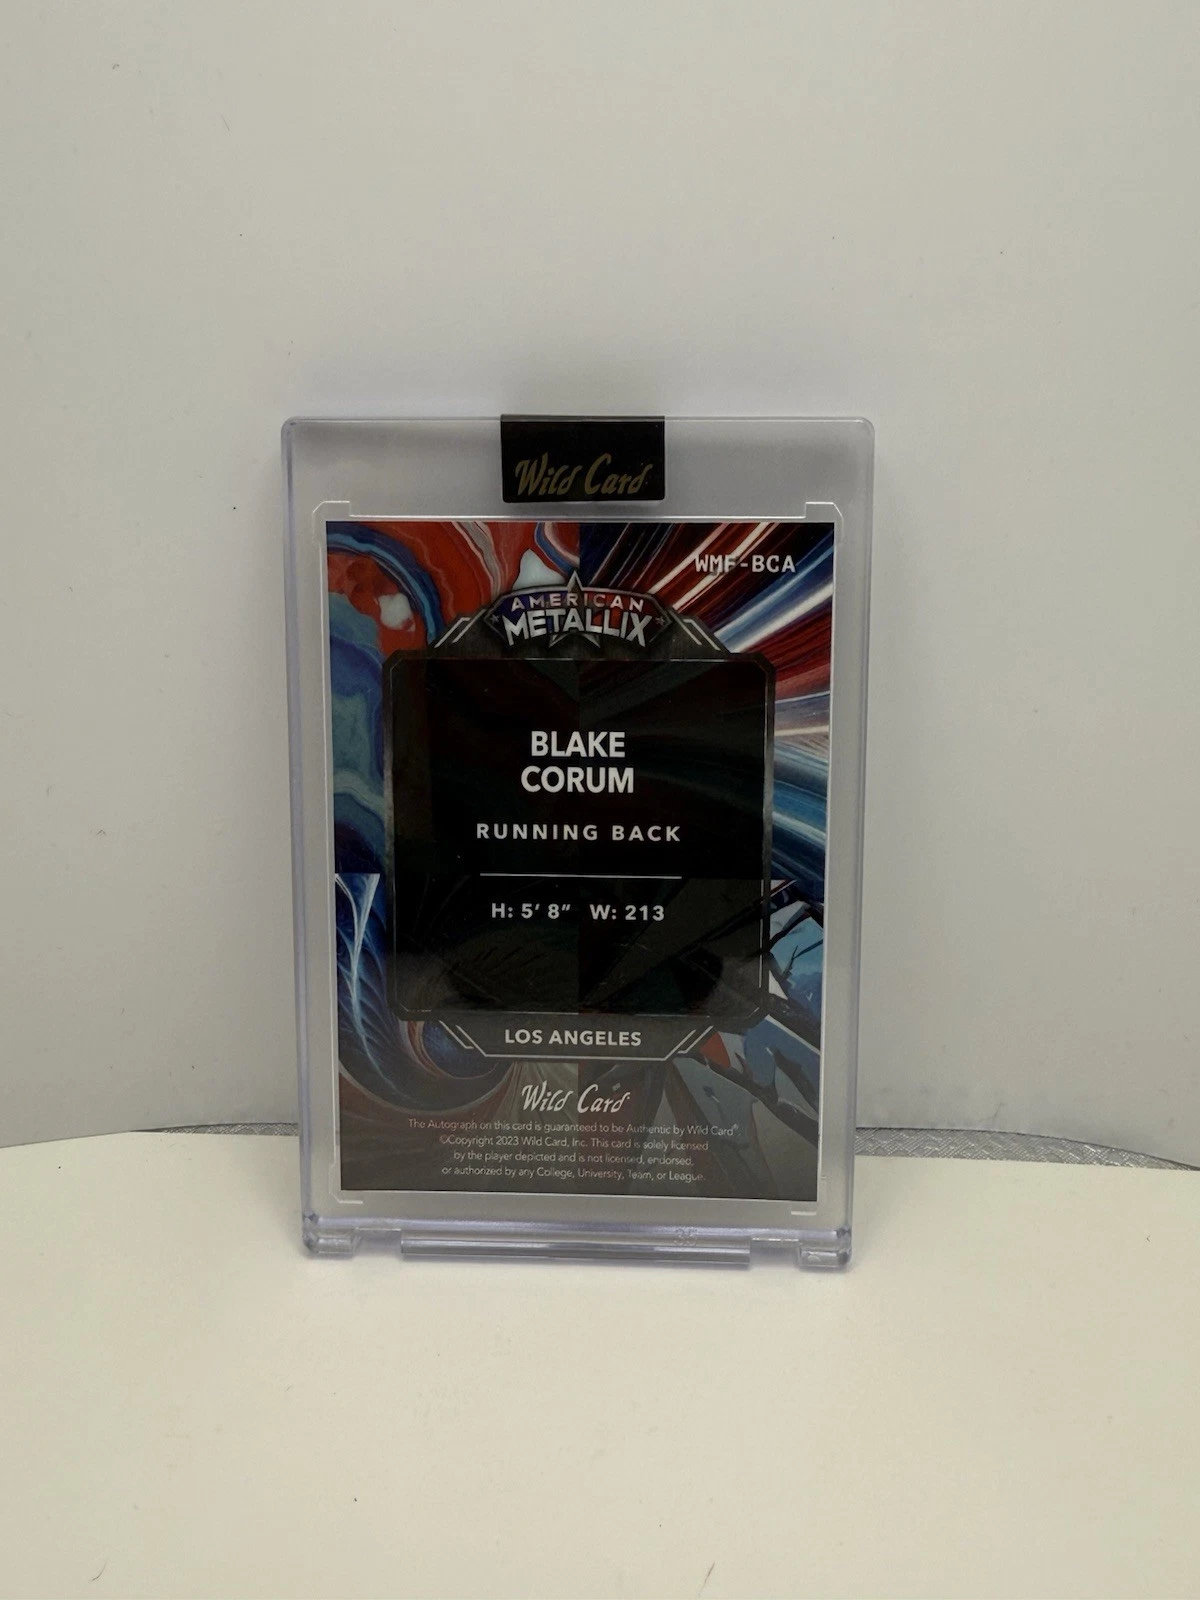 Wild Card
WMF-BCA
AMERICAN
METALLIX
BLAKE
CORUM
RUNNING BACK
H: 5' 8" W: 213
LOS ANGELES
Wild Card
The Autograph on this card is guaranteed to be Authentic by Wild Card®.
©Copyright 2023 Wild Card, Inc. This card is solely licensed
by the player depicted and is not licensed, endorsed,
or authorized by any College, University, Team, or League.
35